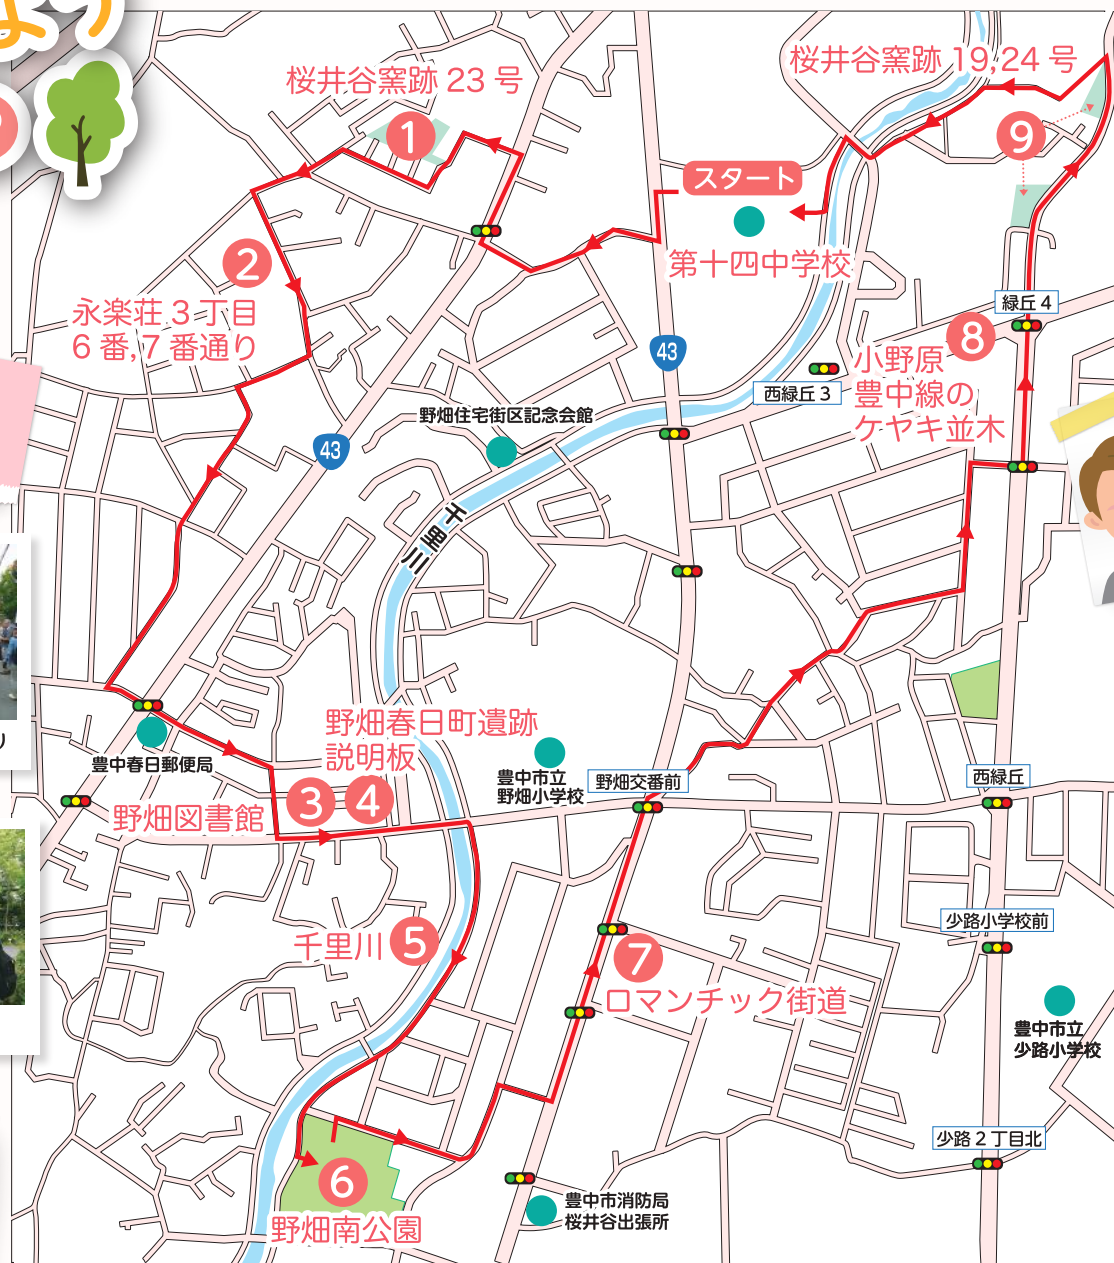 桜井谷窯跡 23 号
桜井谷窯跡 19,24 号
1
9
スタート
2
第十四中学校
永楽荘 3 丁目
6 番,7 番通り
緑丘 4
8
43
小野原
豊中線の
ケヤキ並木
西緑丘 3
野畑住宅街区記念会館
43
千里川
野畑春日町遺跡
説明板
豊中春日郵便局
豊中市立
野畑小学校
野畑交番前
西緑丘
3
4
野畑図書館
少路小学校前
千里川
5
7
ロマンチック街道
豊中市立
少路小学校
少路 2 丁目北
6
野畑南公園
豊中市消防局
桜井谷出張所